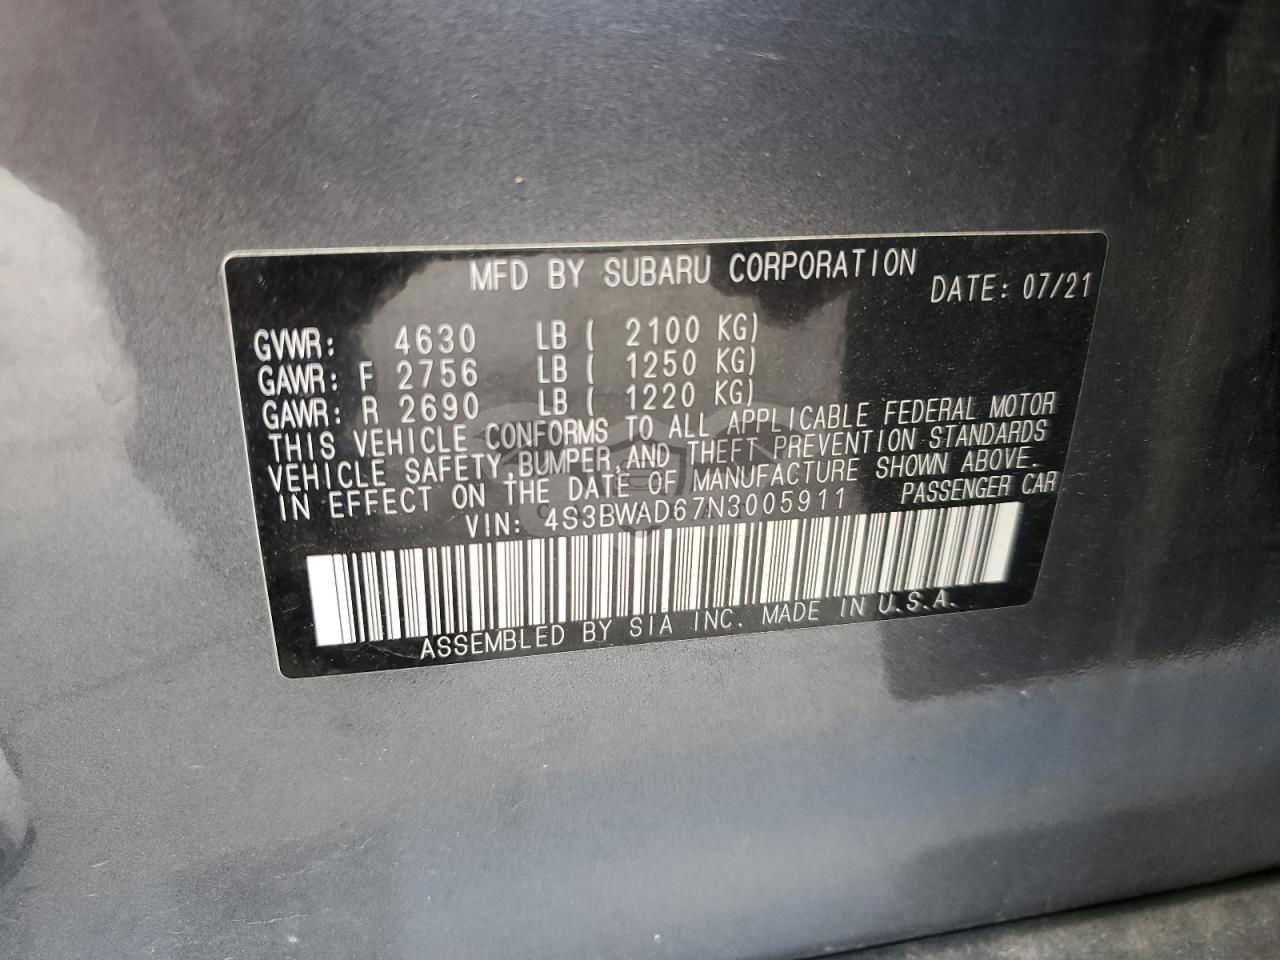 MFD BY SUBARU CORPORATION
DATE: 07/21
GVWR: 4630 LB ( 2100 KG)
GAWR: F 2756 LB ( 1250 KG)
GAWR: R 2690 LB ( 1220 KG)
THIS VEHICLE CONFORMS TO ALL APPLICABLE FEDERAL MOTOR
VEHICLE SAFETY,BUMPER,AND THEFT PREVENTION STANDARDS
IN EFFECT ON THE DATE OF MANUFACTURE SHOWN ABOVE.
VIN: 4S3BWAD67N3005911 PASSENGER CAR
ASSEMBLED BY SIA INC. MADE IN U.S.A.